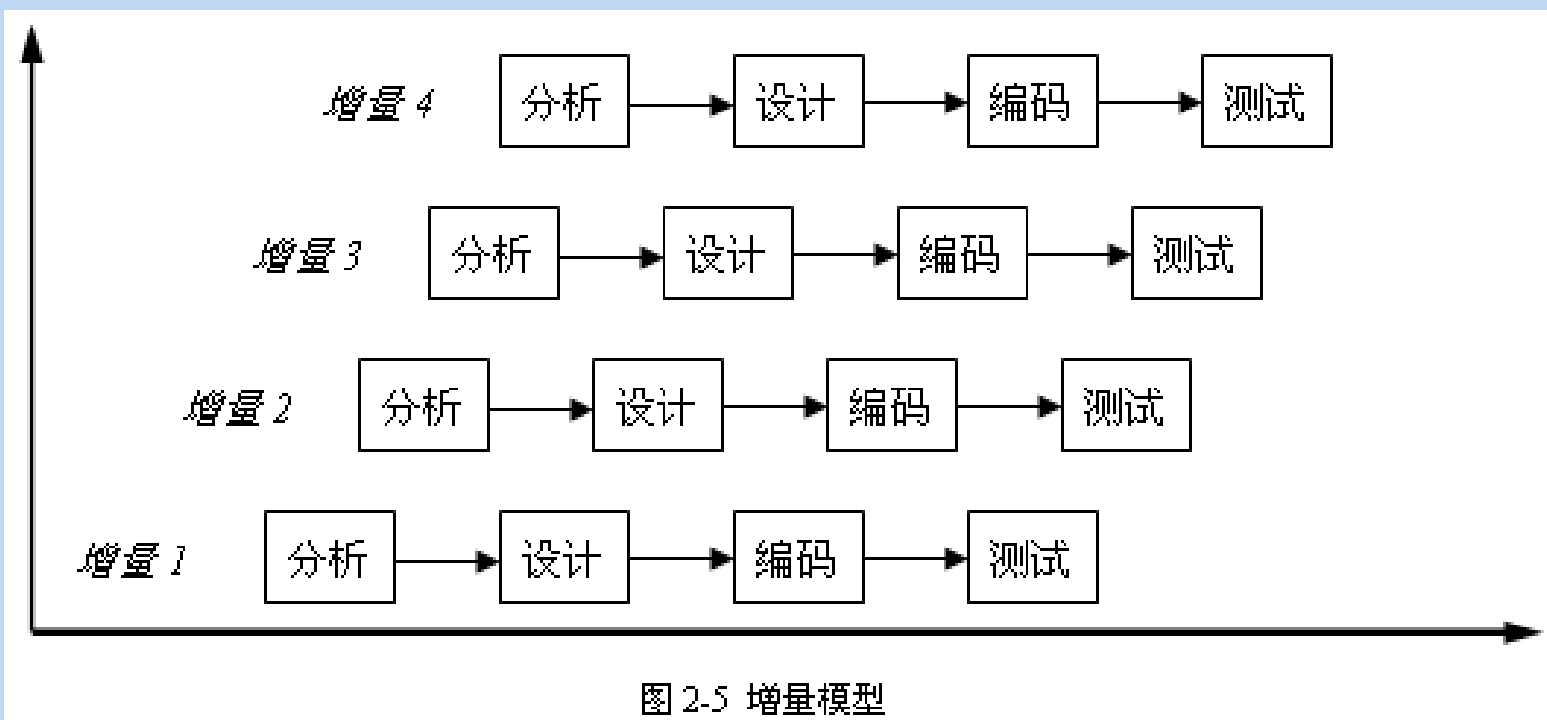 增量 4 分析 设计 编码 测试
增量 3 分析 设计 编码 测试
增量 2 分析 设计 编码 测试
增量 1 分析 设计 编码 测试
图 2-5 增量模型